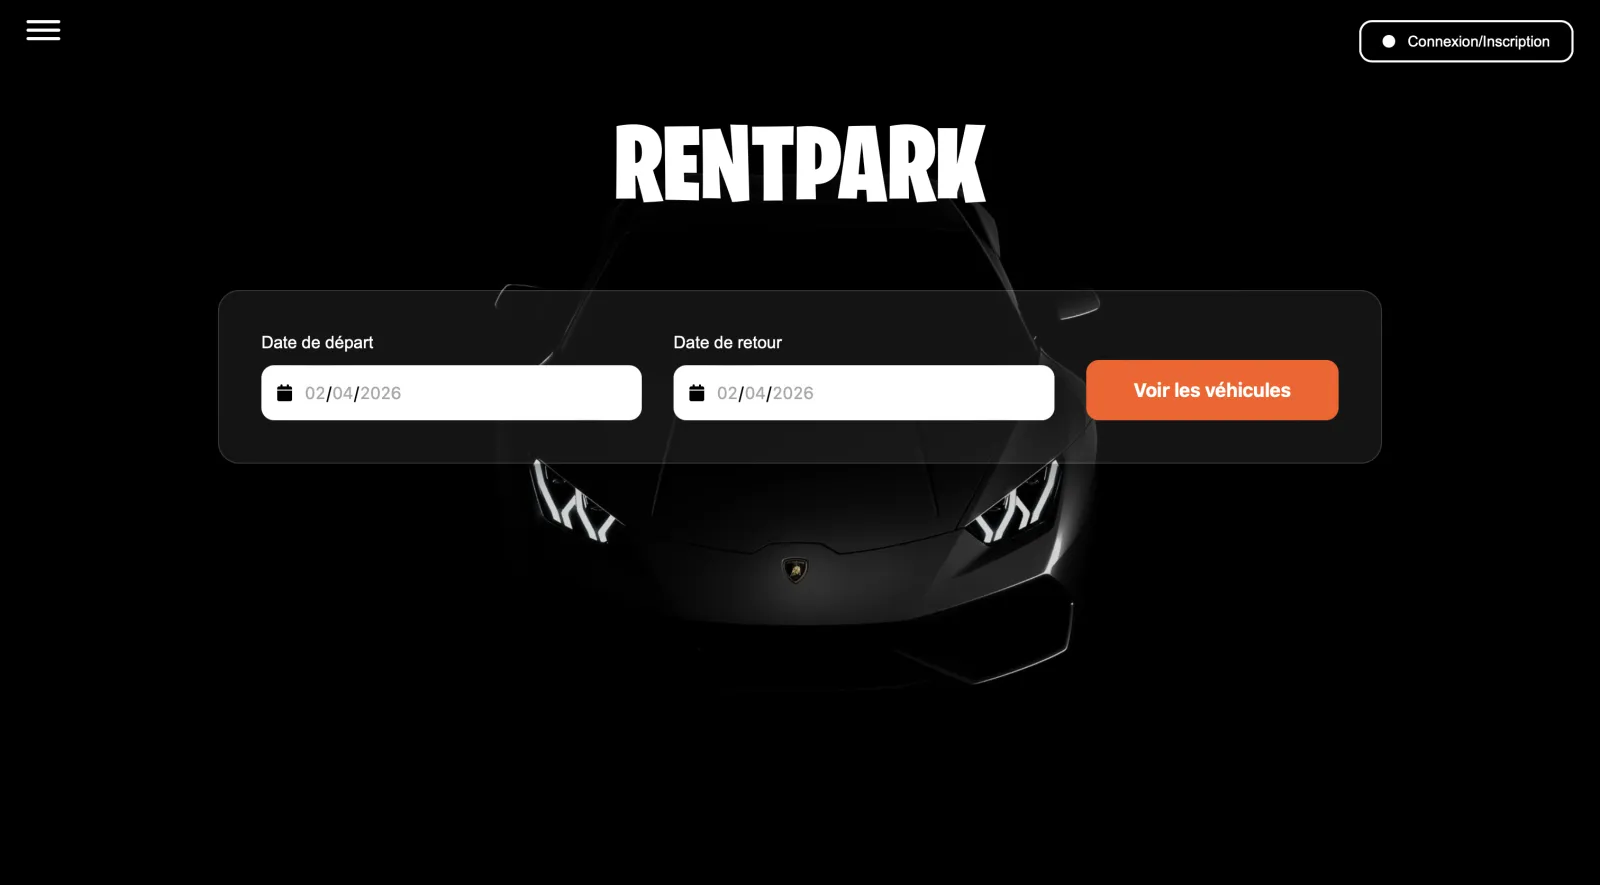 Connexion/Inscription
RENTPARK
Date de départ
02/04/2026
Date de retour
02/04/2026
Voir les véhicules